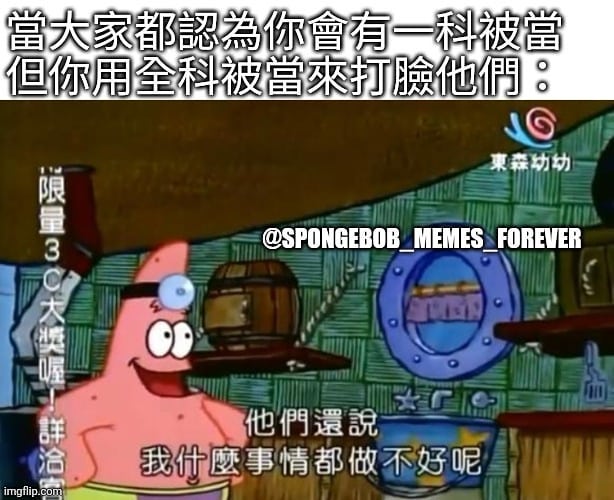 當大家都認為你會有一科被當
但你用全科被當來打臉他們：
東森幼幼
@SPONGEBOB_MEMES_FOREVER
限量3C大獎喔！詳洽官
他們還說
我什麼事情都做不好呢
imgflip.com